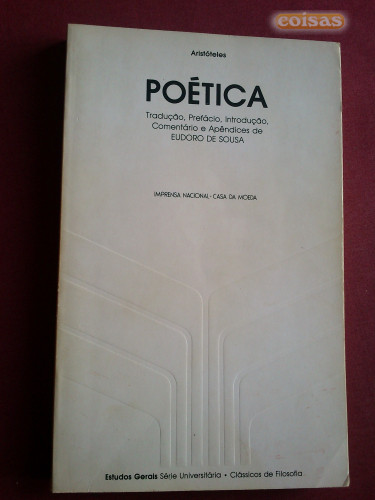 coisas
Aristóteles
POÉTICA
Tradução, Prefácio, Introdução,
Comentário e Apêndices de
EUDORO DE SOUSA
IMPRENSA NACIONAL - CASA DA MOEDA
Estudos Gerais Série Universitária • Clássicos de Filosofia